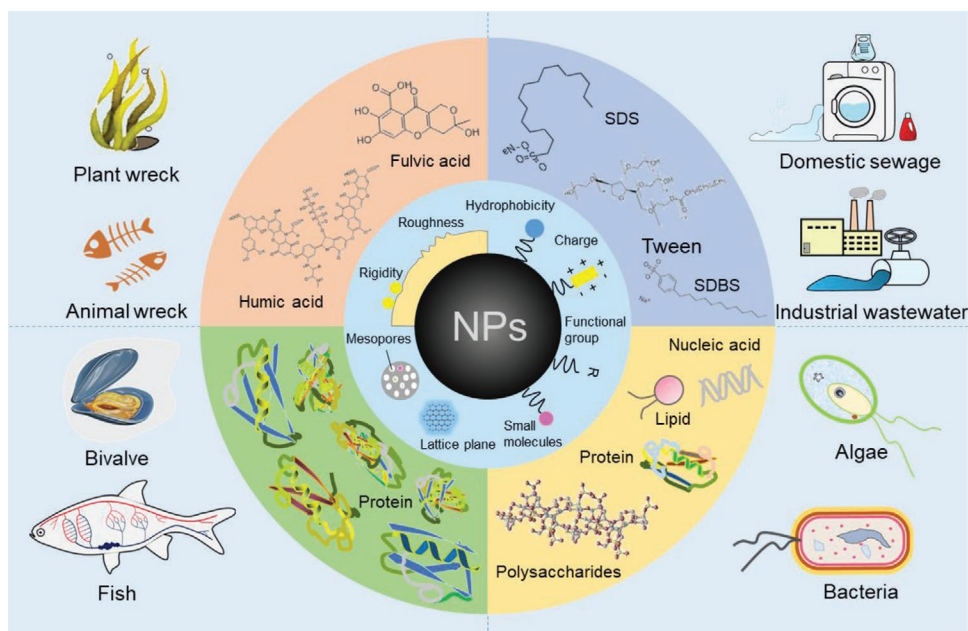 Plant wreck
Animal wreck
Fulvic acid
Humic acid
SDS
Tween
SDBS
Domestic sewage
Industrial wastewater
Roughness
Rigidity
Mesopores
Lattice plane
Hydrophobicity
Charge
Functional
group
R
Small
molecules
NPs
Bivalve
Fish
Protein
Nucleic acid
Lipid
Protein
Polysaccharides
Algae
Bacteria